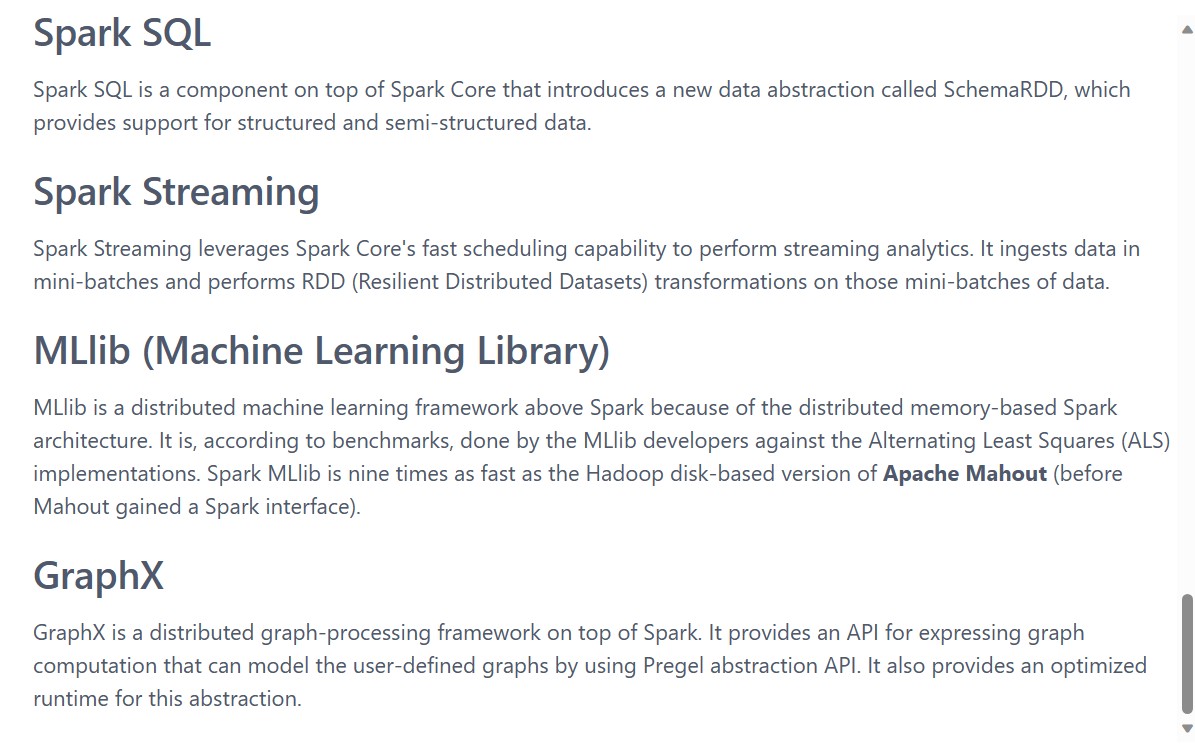 Spark SQL
Spark SQL is a component on top of Spark Core that introduces a new data abstraction called SchemaRDD, which
provides support for structured and semi-structured data.
Spark Streaming
Spark Streaming leverages Spark Core's fast scheduling capability to perform streaming analytics. It ingests data in
mini-batches and performs RDD (Resilient Distributed Datasets) transformations on those mini-batches of data.
MLlib (Machine Learning Library)
MLlib is a distributed machine learning framework above Spark because of the distributed memory-based Spark
architecture. It is, according to benchmarks, done by the MLlib developers against the Alternating Least Squares (ALS)
implementations. Spark MLlib is nine times as fast as the Hadoop disk-based version of Apache Mahout (before
Mahout gained a Spark interface).
GraphX
GraphX is a distributed graph-processing framework on top of Spark. It provides an API for expressing graph
computation that can model the user-defined graphs by using Pregel abstraction API. It also provides an optimized
runtime for this abstraction.